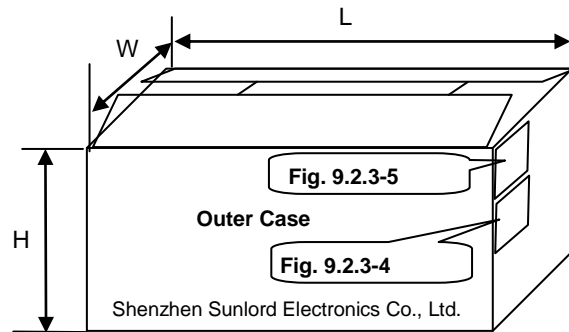 L
W
Fig. 9.2.3-5
Outer Case
H
Fig. 9.2.3-4
Shenzhen Sunlord Electronics Co., Ltd.